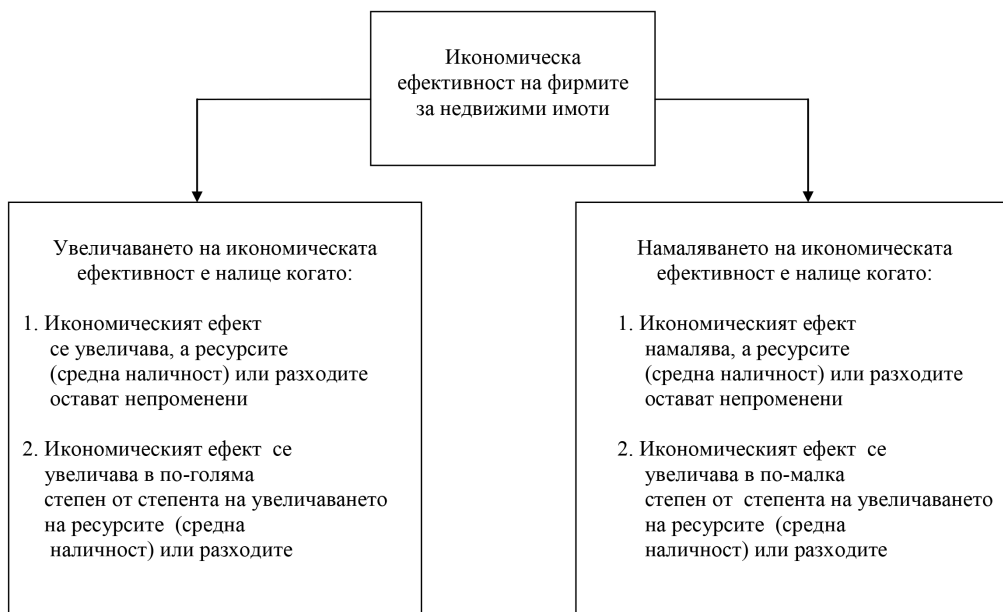 Икономическа
ефективност на фирмите
за недвижими имоти
Увеличаването на икономическата
ефективност е налице когато:
1. Икономическият ефект
се увеличава, а ресурсите
(средна наличност) или разходите
остават непроменени
2. Икономическият ефект се
увеличава в по-голяма
степен от степента на увеличаването
на ресурсите (средна
наличност) или разходите
Намаляването на икономическата
ефективност е налице когато:
1. Икономическият ефект
намалява, а ресурсите
(средна наличност) или разходите
остават непроменени
2. Икономическият ефект се
увеличава в по-малка
степен от степента на увеличаването
на ресурсите (средна
наличност) или разходите